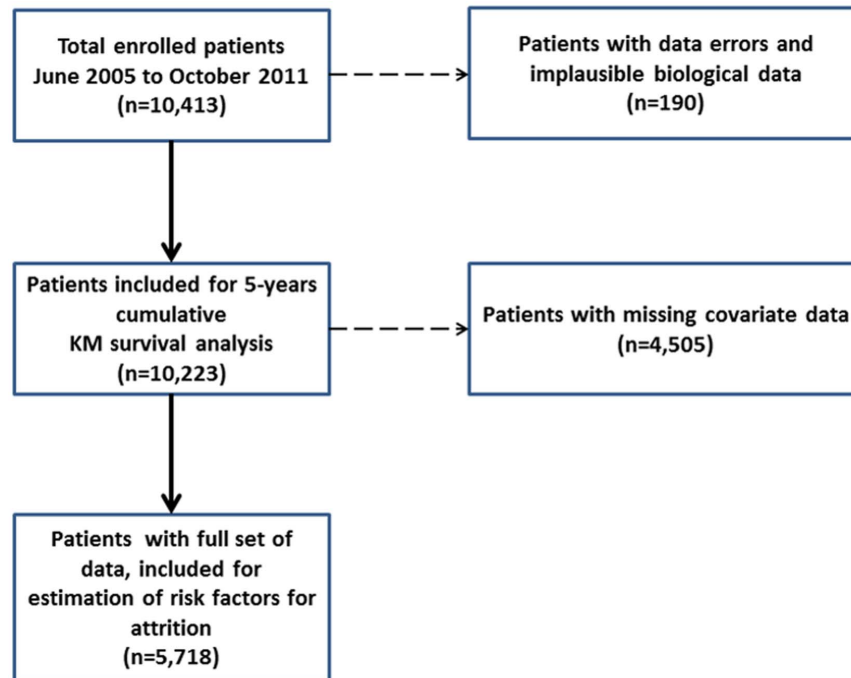 Total enrolled patients
June 2005 to October 2011
(n=10,413)
Patients with data errors and
implausible biological data
(n=190)
Patients included for 5-years
cumulative
KM survival analysis
(n=10,223)
Patients with missing covariate data
(n=4,505)
Patients with full set of
data, included for
estimation of risk factors for
attrition
(n=5,718)